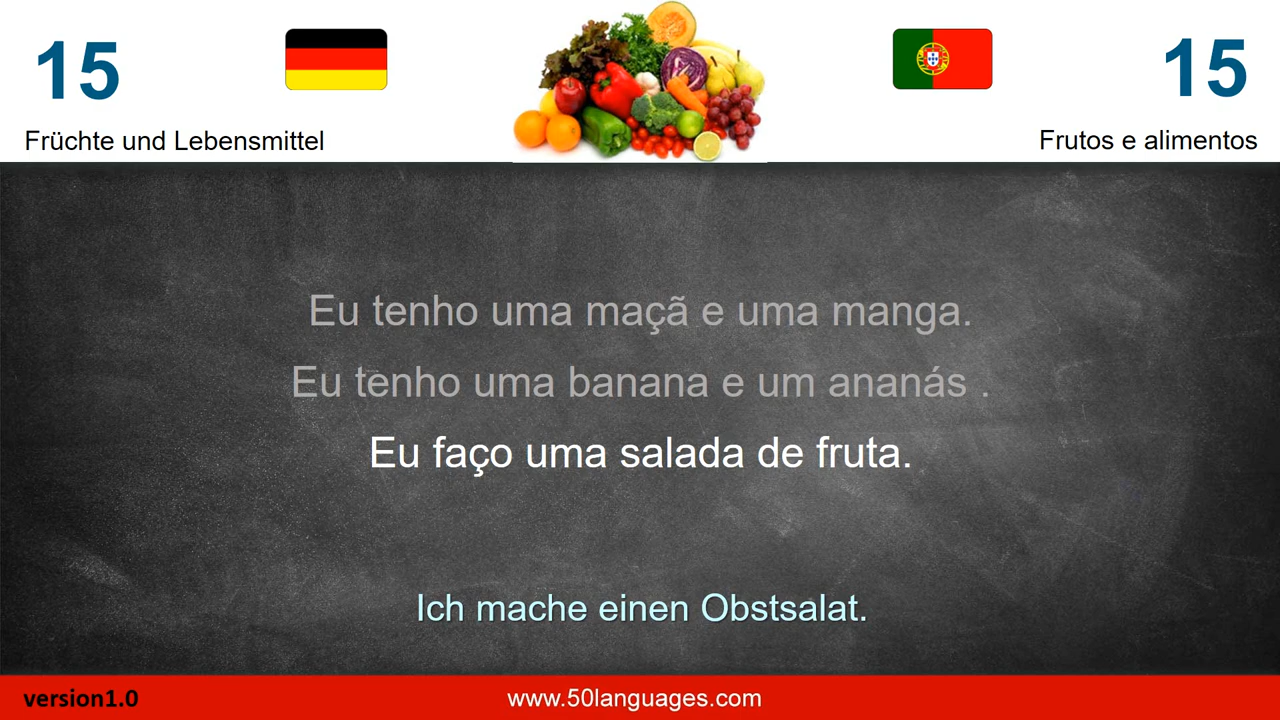 15
15
Früchte und Lebensmittel
Frutos e alimentos
Eu tenho uma maçã e uma manga.
Eu tenho uma banana e um ananás .
Eu faço uma salada de fruta.
Ich mache einen Obstsalat.
version1.0
www.50languages.com